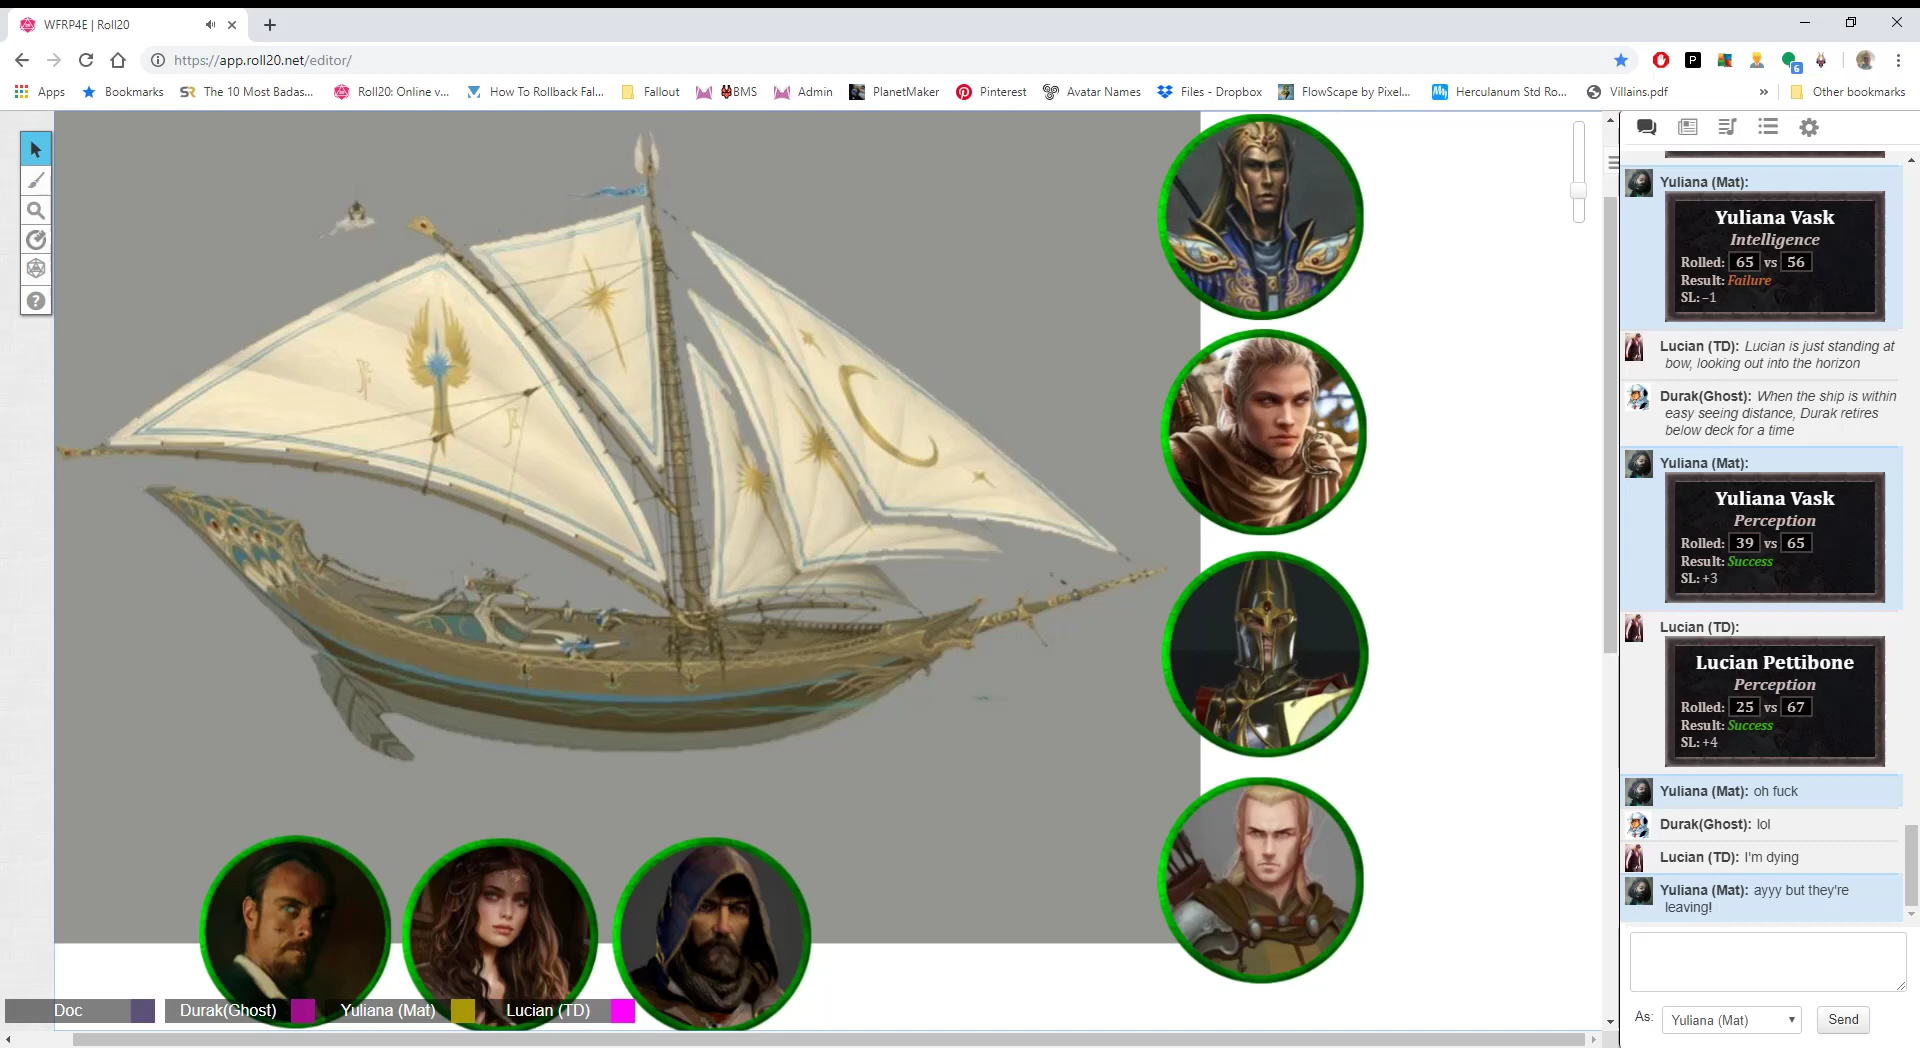 WFRP4E | Roll20
https://app.roll20.net/editor/
6
Apps
Bookmarks
The 10 Most Badas...
Roll20: Online v...
How To Rollback Fal...
Fallout
BMS
Admin
PlanetMaker
Pinterest
Avatar Names
Files - Dropbox
FlowScape by Pixel...
Herculanum Std Ro...
Villains.pdf
»
Other bookmarks
Yuliana (Mat):
Yuliana Vask
Intelligence
Rolled: 65 vs 56
Result: Failure
SL: −1
Lucian (TD): Lucian is just standing at
bow, looking out into the horizon
Durak(Ghost): When the ship is within
easy seeing distance, Durak retires
below deck for a time
Yuliana (Mat):
Yuliana Vask
Perception
Rolled: 39 vs 65
Result: Success
SL: +3
Lucian (TD):
Lucian Pettibone
Perception
Rolled: 25 vs 67
Result: Success
SL: +4
Yuliana (Mat): oh fuck
Durak(Ghost): lol
Lucian (TD): I'm dying
Yuliana (Mat): ayyy but they're
leaving!
As: Yuliana (Mat) Send
Doc
Durak(Ghost)
Yuliana (Mat)
Lucian (TD)